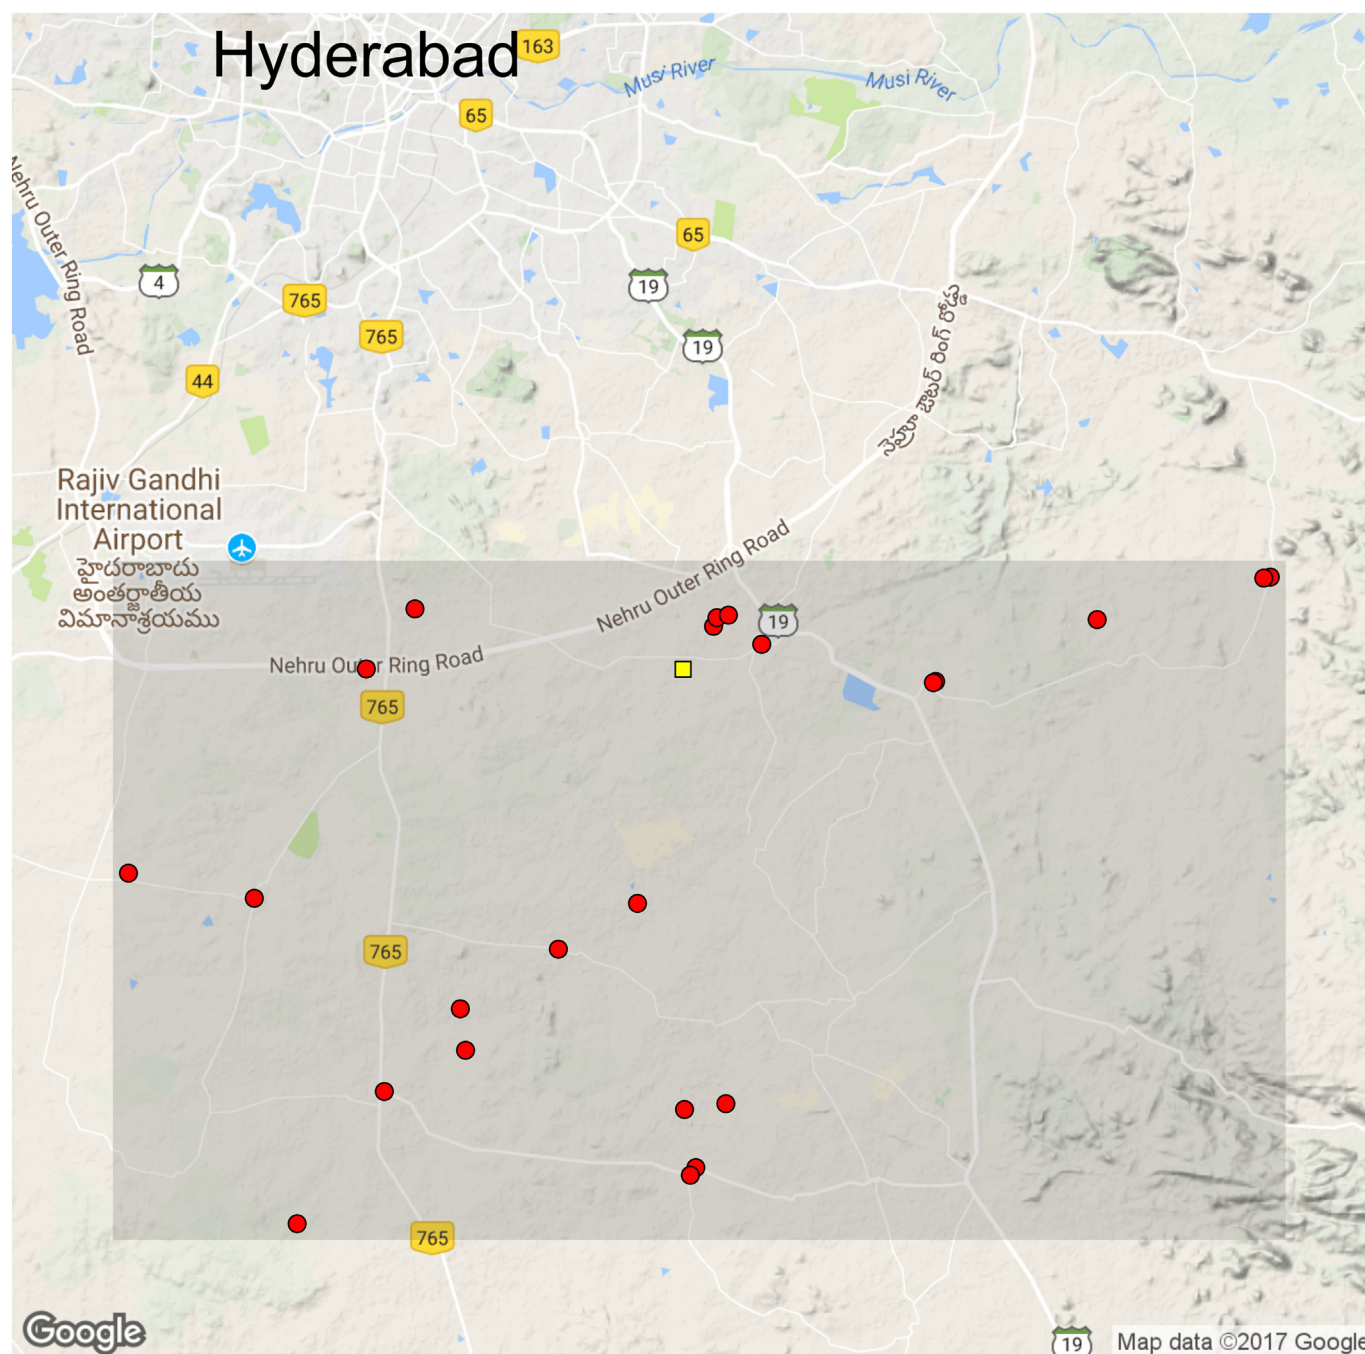 Hyderabad
163
Musi River
Musi River
65
Nehru Outer Ring Road
65
4
19
765
765
19
44
నెహ్రూ ఔటర్ రింగ్ రోడ్డు
Rajiv Gandhi
International
Airport
హైదరాబాదు
అంతర్జాతీయ
విమానాశ్రయము
Nehru Outer Ring Road
19
Nehru Outer Ring Road
765
765
765
Google
19
Map data ©2017 Google